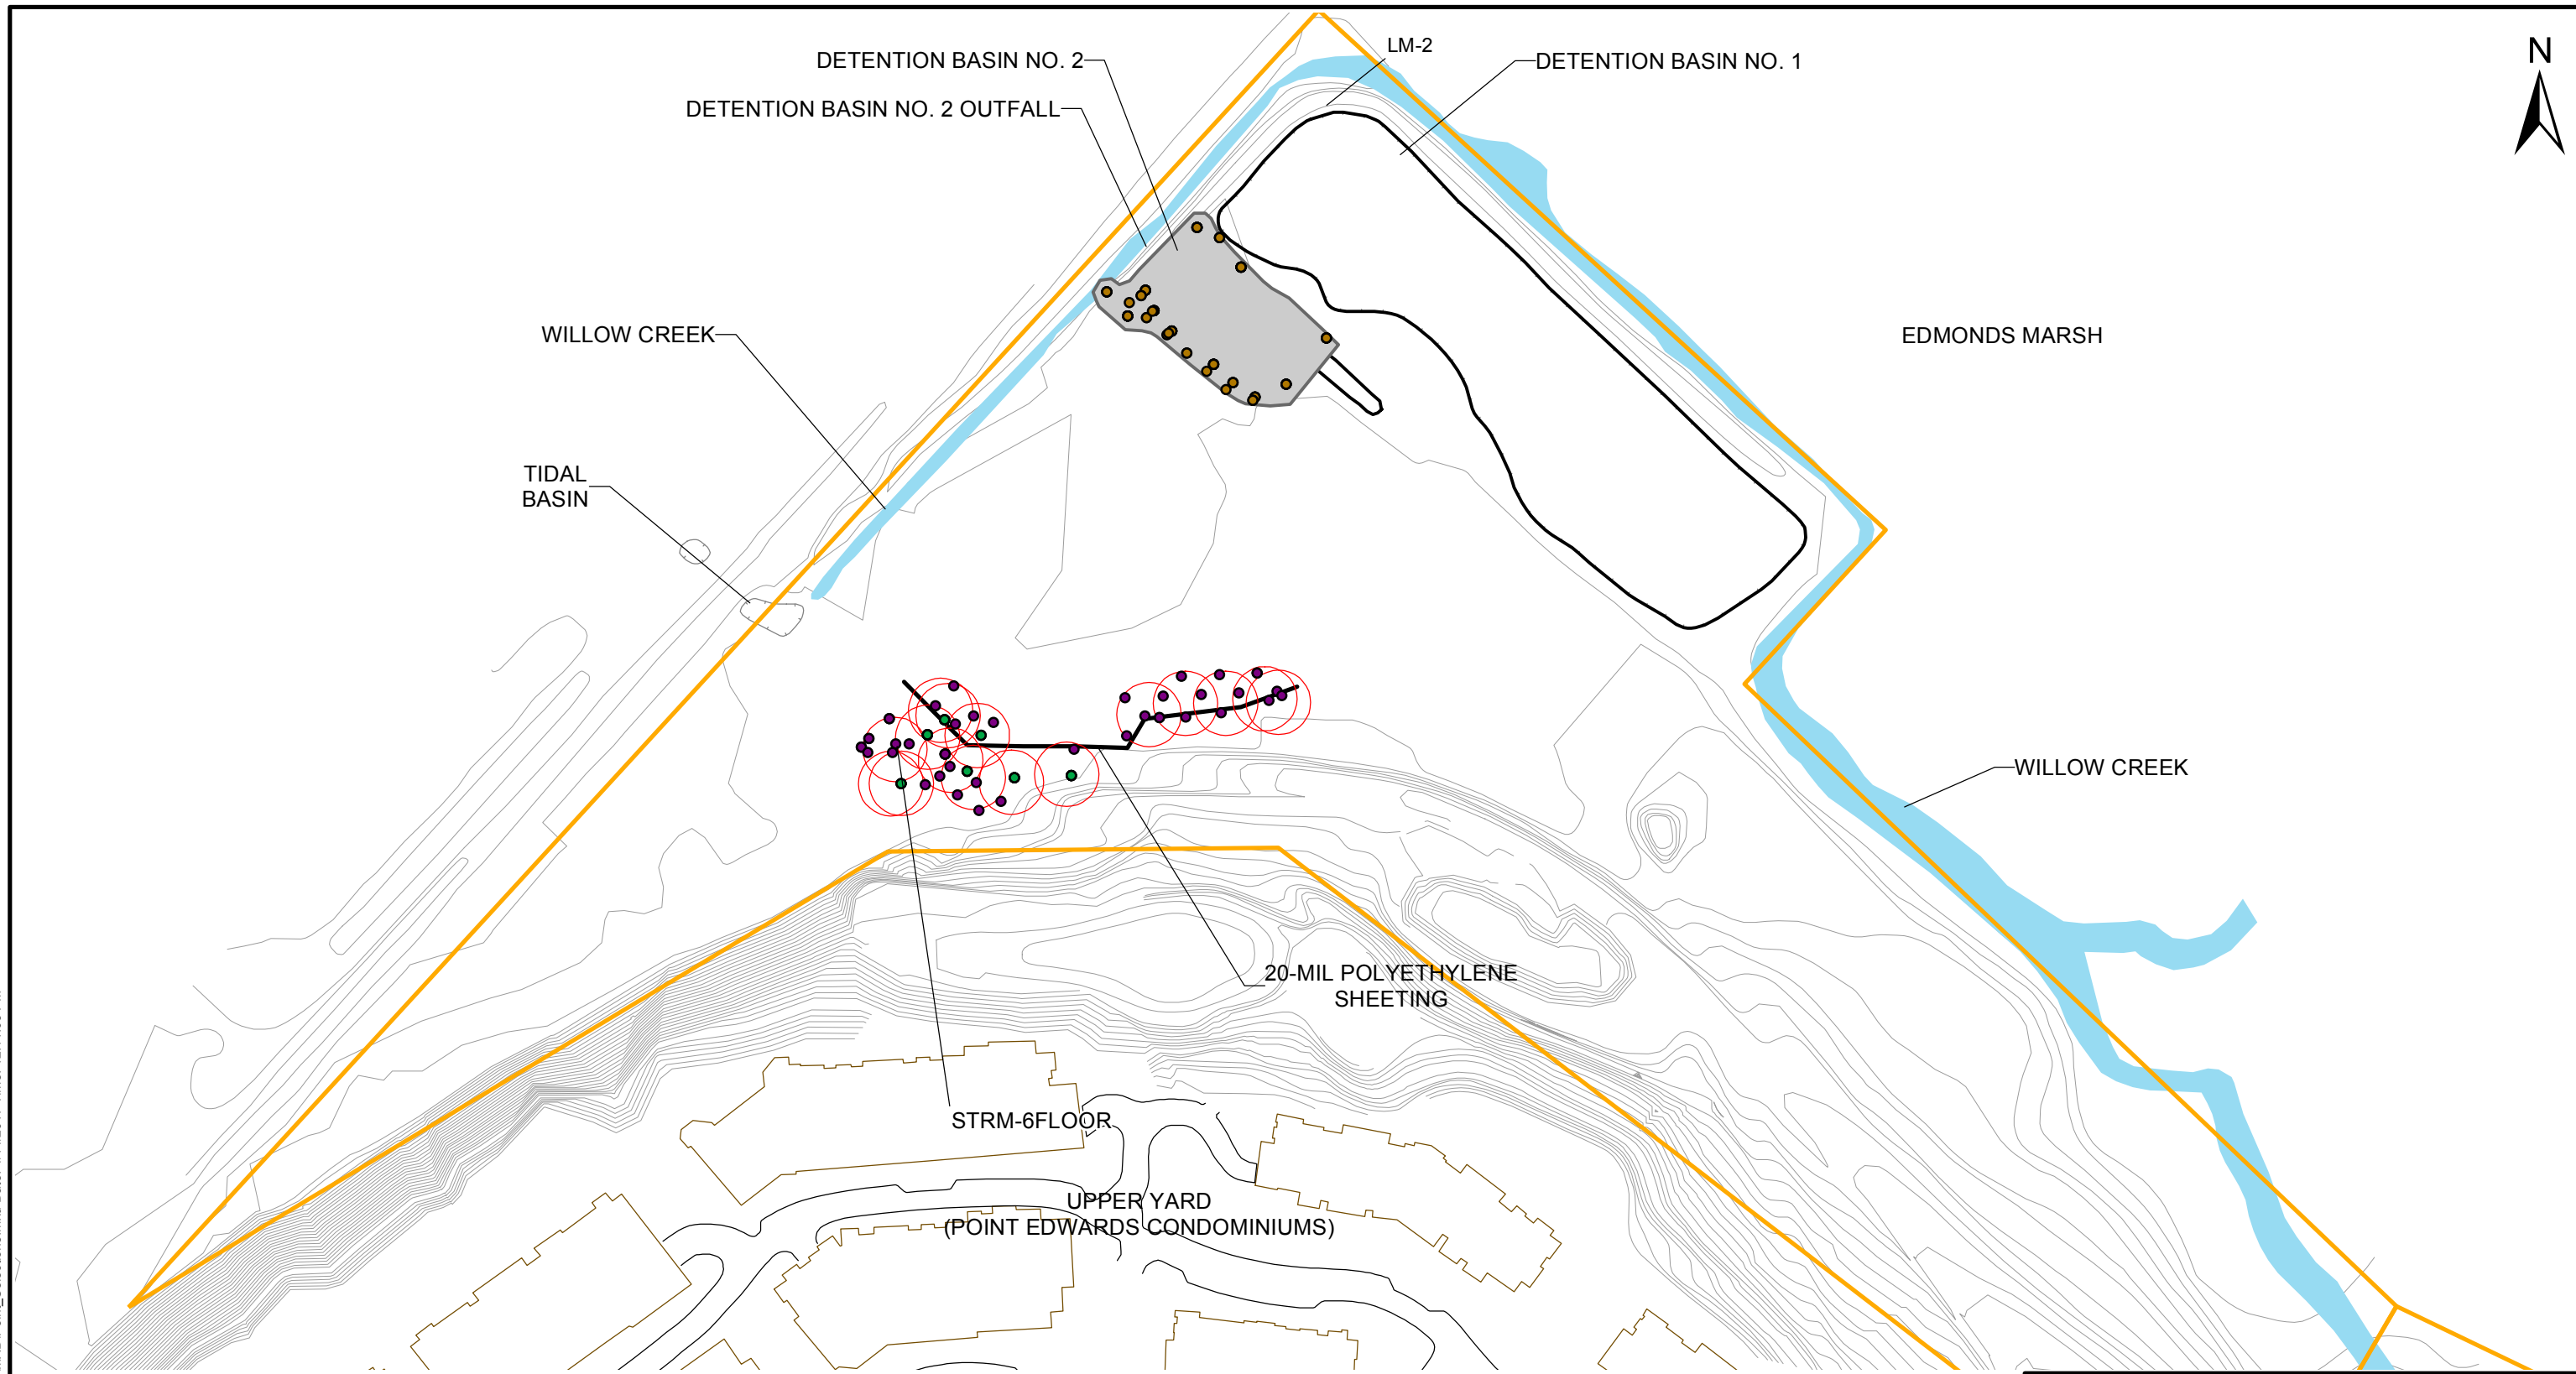 LM-2
N
DETENTION BASIN NO. 2
DETENTION BASIN NO. 1
DETENTION BASIN NO. 2 OUTFALL
WILLOW CREEK
EDMONDS MARSH
TIDAL
BASIN
WILLOW CREEK
20-MIL POLYETHYLENE
SHEETING
STRM-6FLOOR
UPPER YARD
(POINT EDWARDS CONDOMINIUMS)